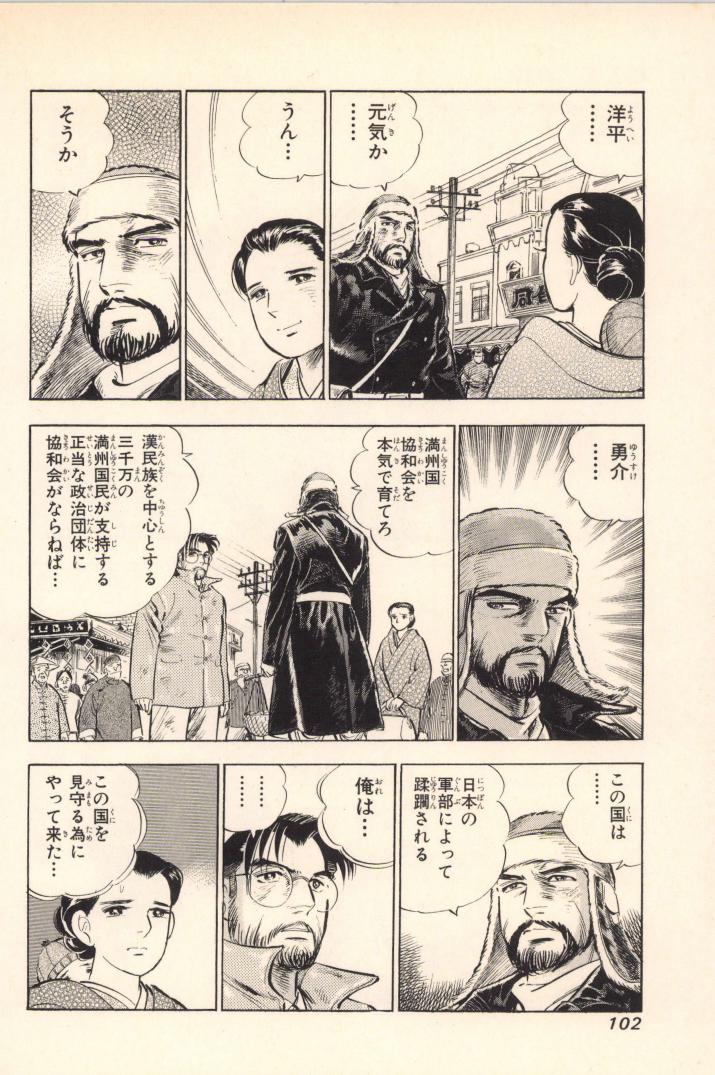 洋平
……
元気か
……
うん…
そうか
勇介
……
満州国
協和会を
本気で育てろ
漢民族を中心とする
三千万の
満州国民が支持する
正当な政治団体に
協和会がならねば…
この国は
……
日本の
軍部によって
蹂躙される
俺は…
……
……
この国を
見守る為に
やって来た…
102